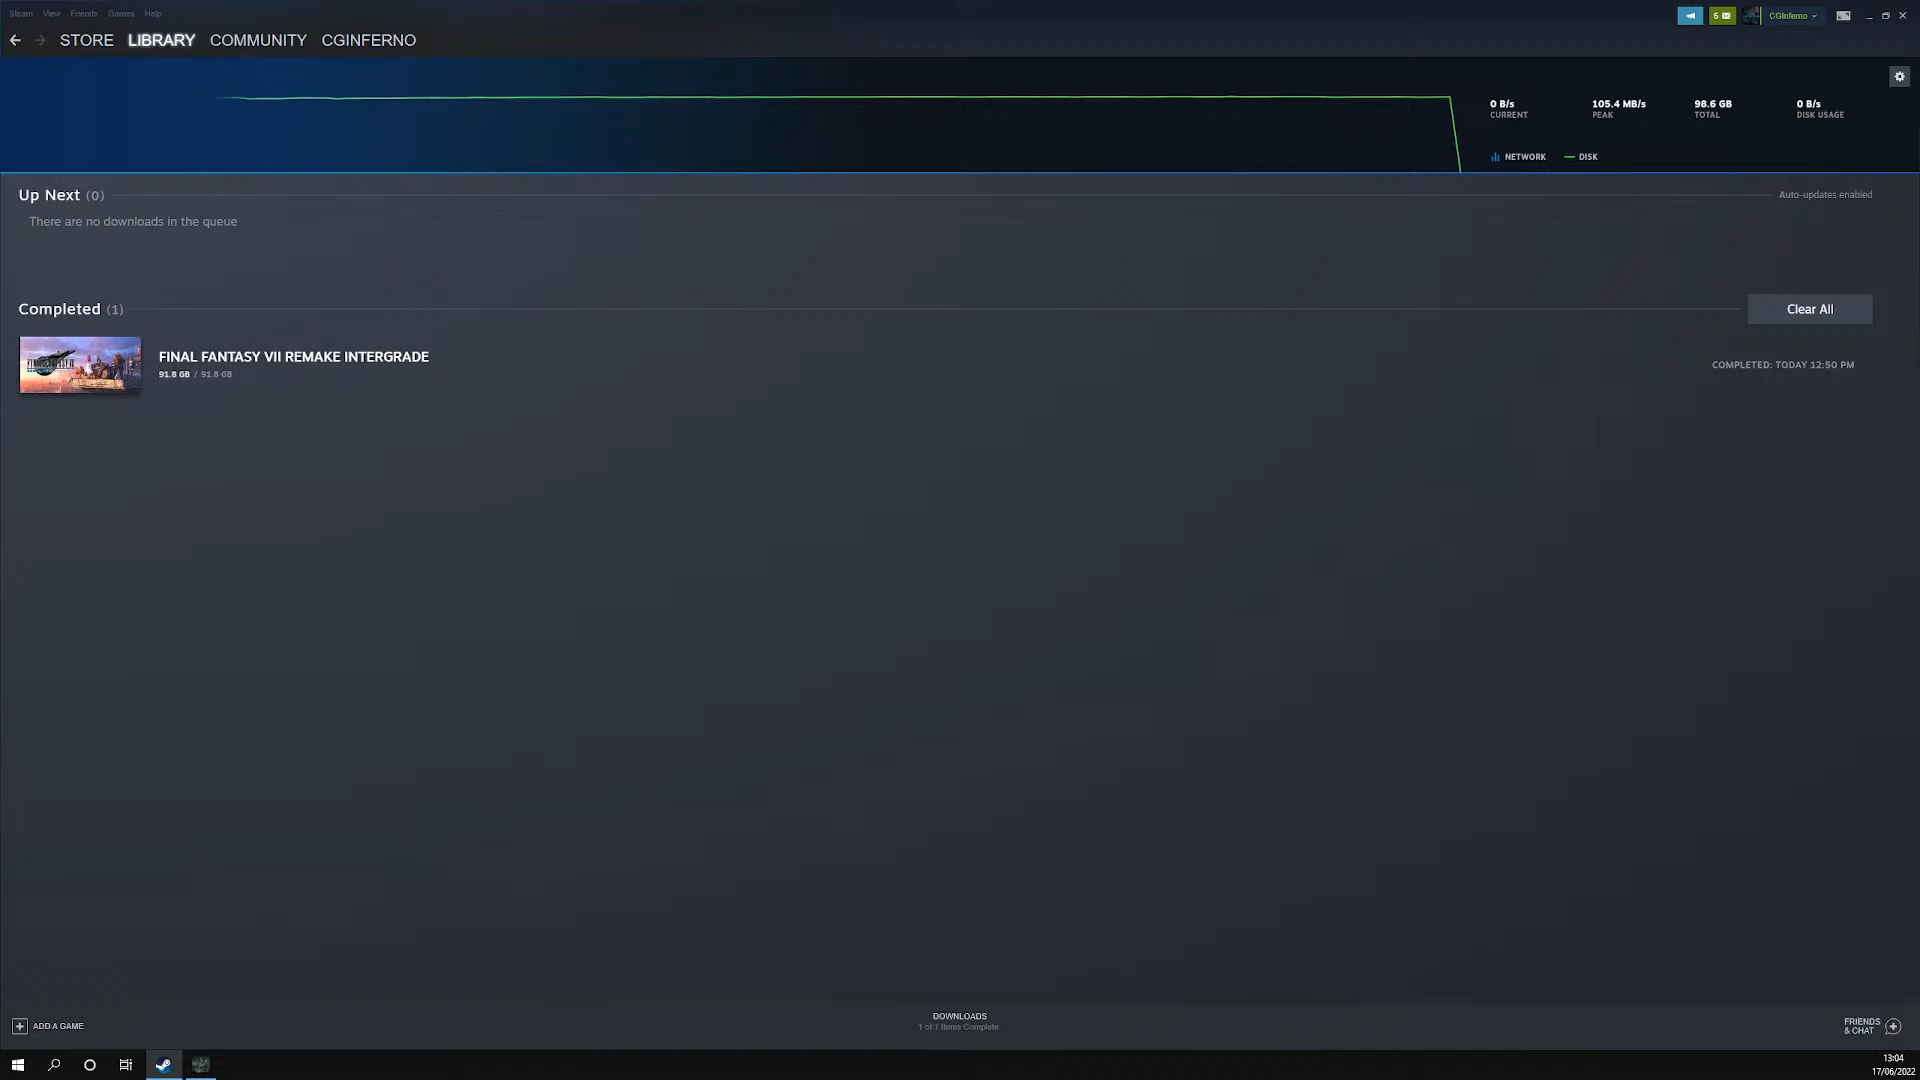 Steam View Friends Games Help
5
CGInferno
STORE LIBRARY COMMUNITY CGINFERNO
0 B/s 105.4 MB/s 98.6 GB 0 B/s
CURRENT PEAK TOTAL DISK USAGE
NETWORK DISK
Up Next (0)
Auto-updates enabled
There are no downloads in the queue
Completed (1)
Clear All
FINAL FANTASY VII REMAKE INTERGRADE
91.8 GB / 91.8 GB
COMPLETED: TODAY 12:50 PM
ADD A GAME
DOWNLOADS
1 of 1 Items Complete
FRIENDS
& CHAT
13:04
17/06/2022